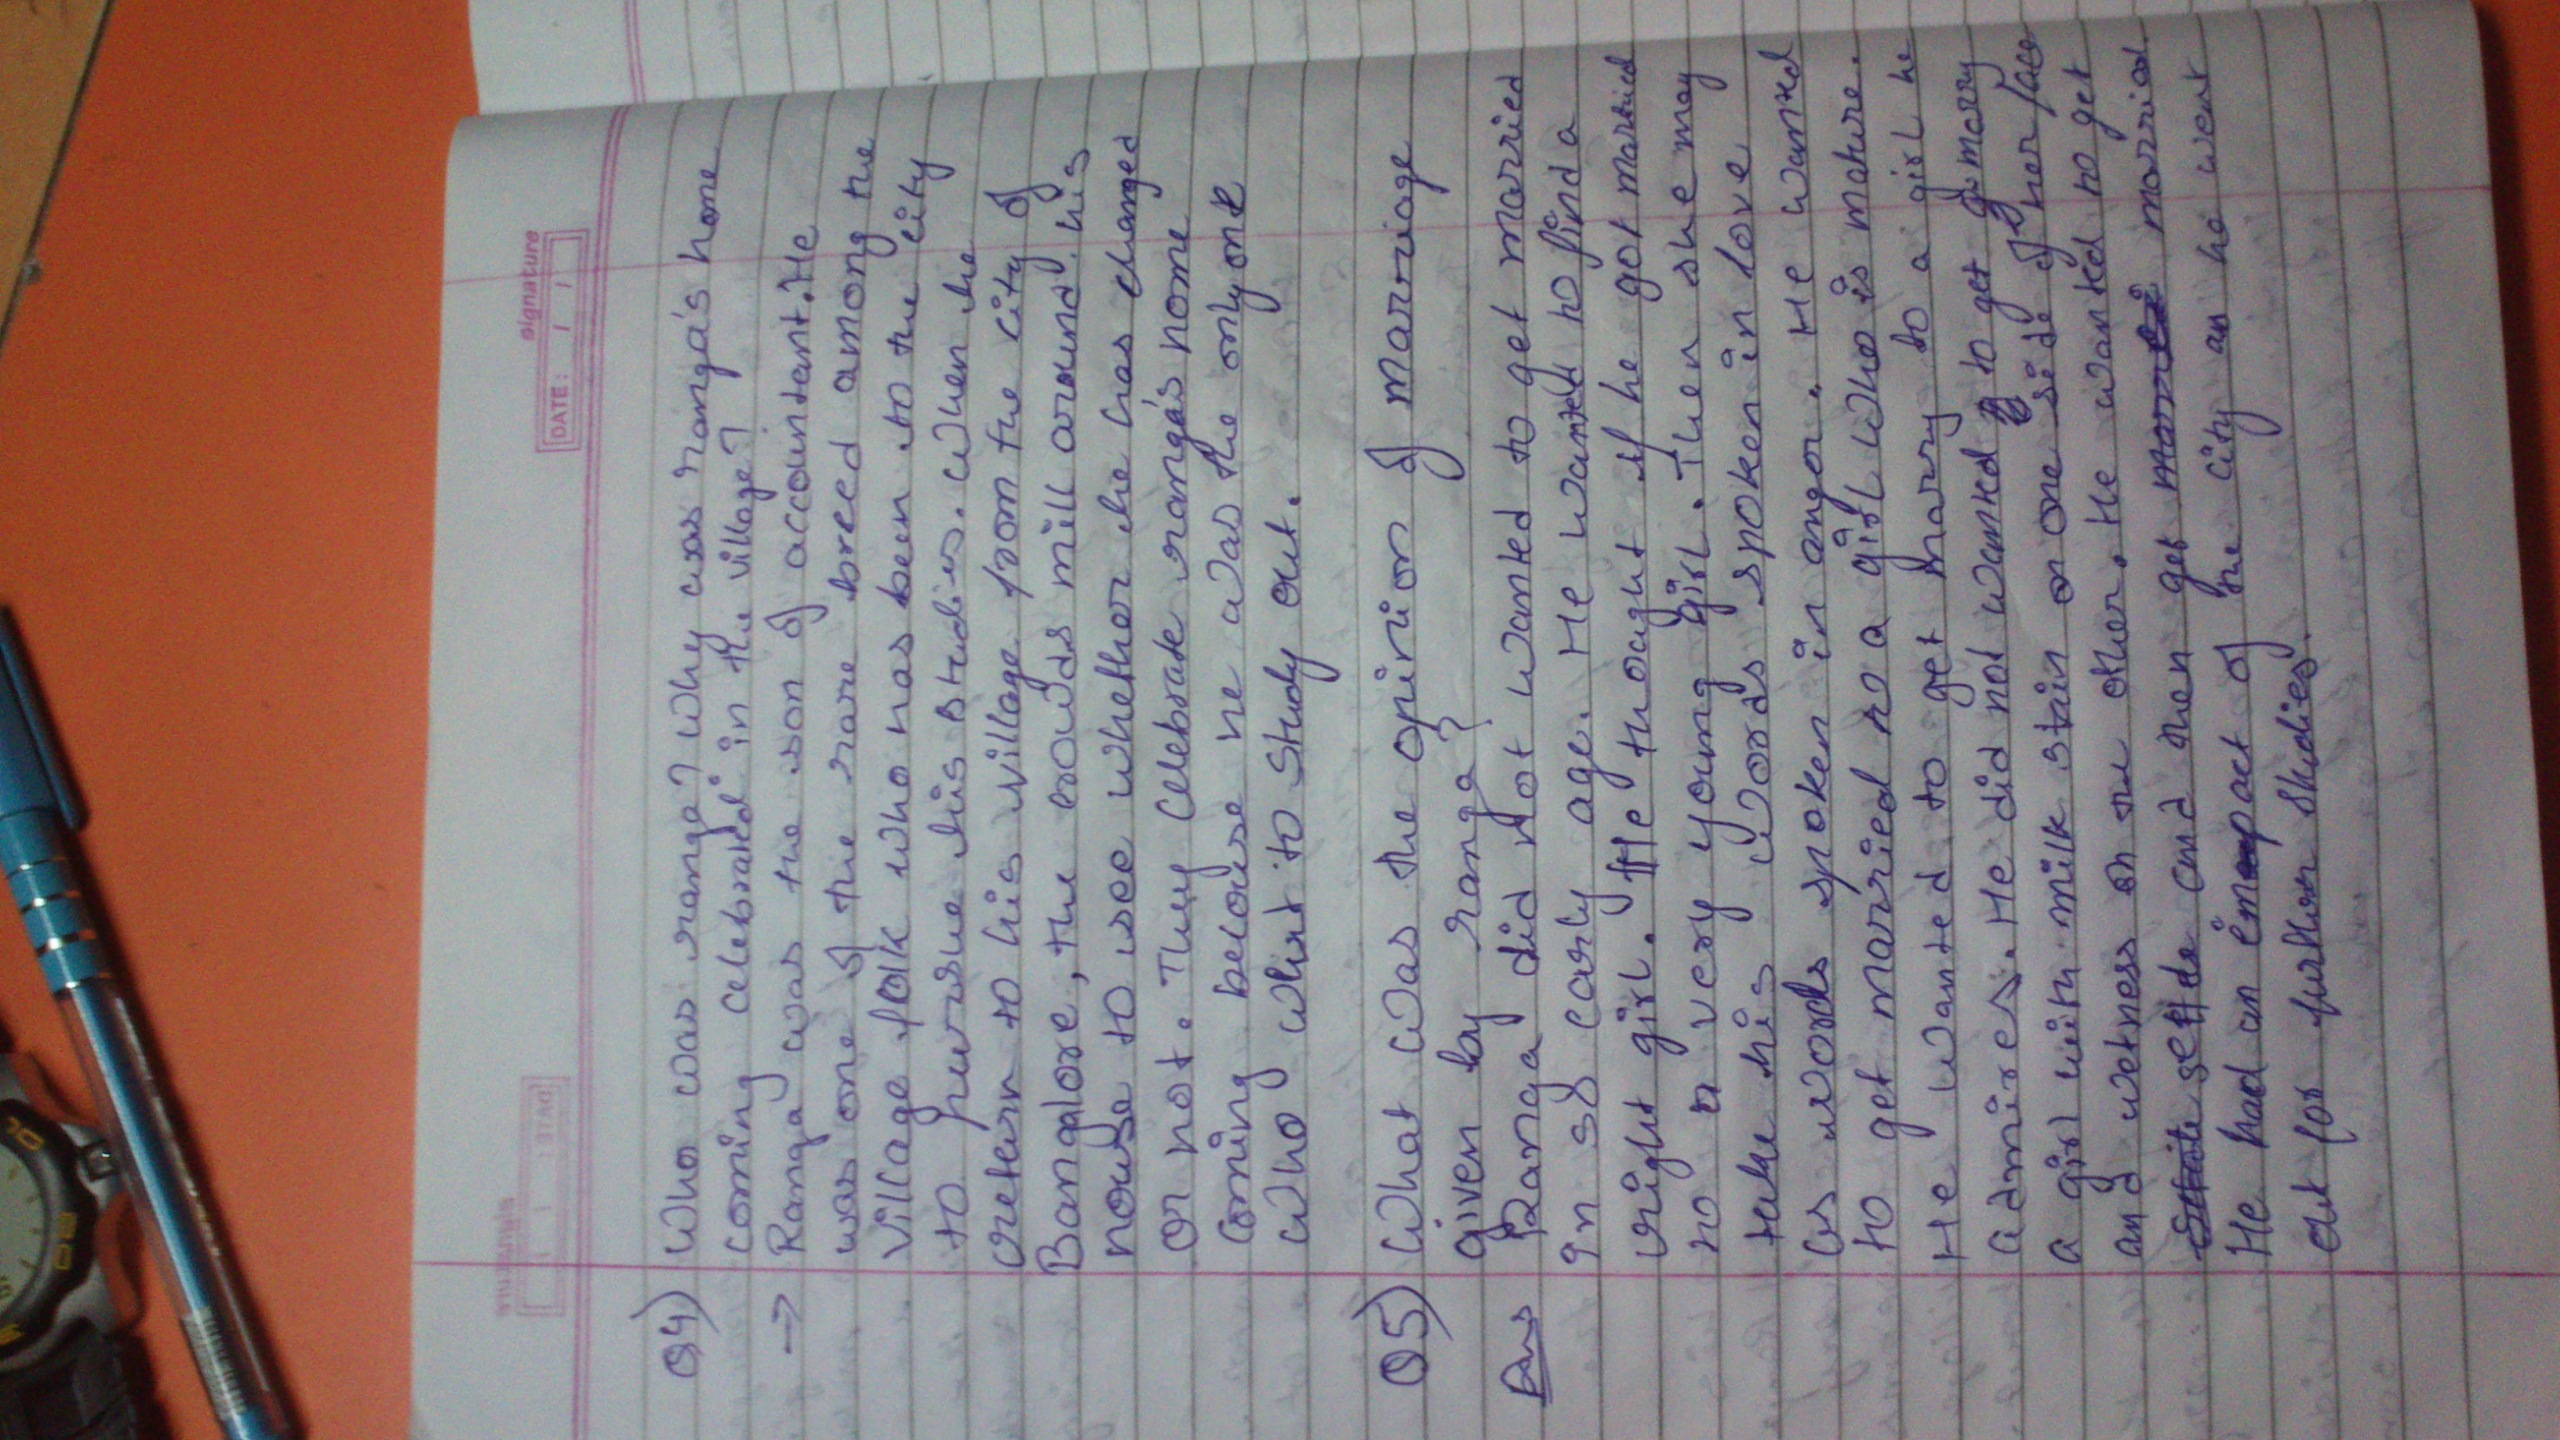 signature
DATE: / /
Q4) Who was ranga? Why was ranga's home
coming celebrated in the village?
→ Ranga was the son of accountant. He
was one of the rare breed among the
village folk who has been to the city
to purshe his studies. When he
return to his village from the city of
Bangalore, the crowds mill around his
house to see whether he has changed
or not. They celebrate ranga's home
coming because he was the only one
who to study out.
Q5) What was the opinion of marriage
given by ranga?
Ans Ranga did not wanted to get married
in so early age. He wanted to find a
right girl. He thought if he got married
to a very young girl. Then she may
take his words spoken in love
as words spoken in anger. He wanted
to get married to a girl who is mature.
He wanted to get marry to a girl he
admires. He did not wanted to get marry
a girl with milk stain on one side of her face
and wetness on the other. He wanted to get
settle and then get married.
He had an impact of the city as he went
out for further studies.